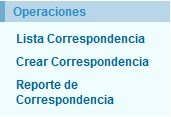 Operaciones
Lista Correspondencia
Crear Correspondencia
Reporte de
Correspondencia